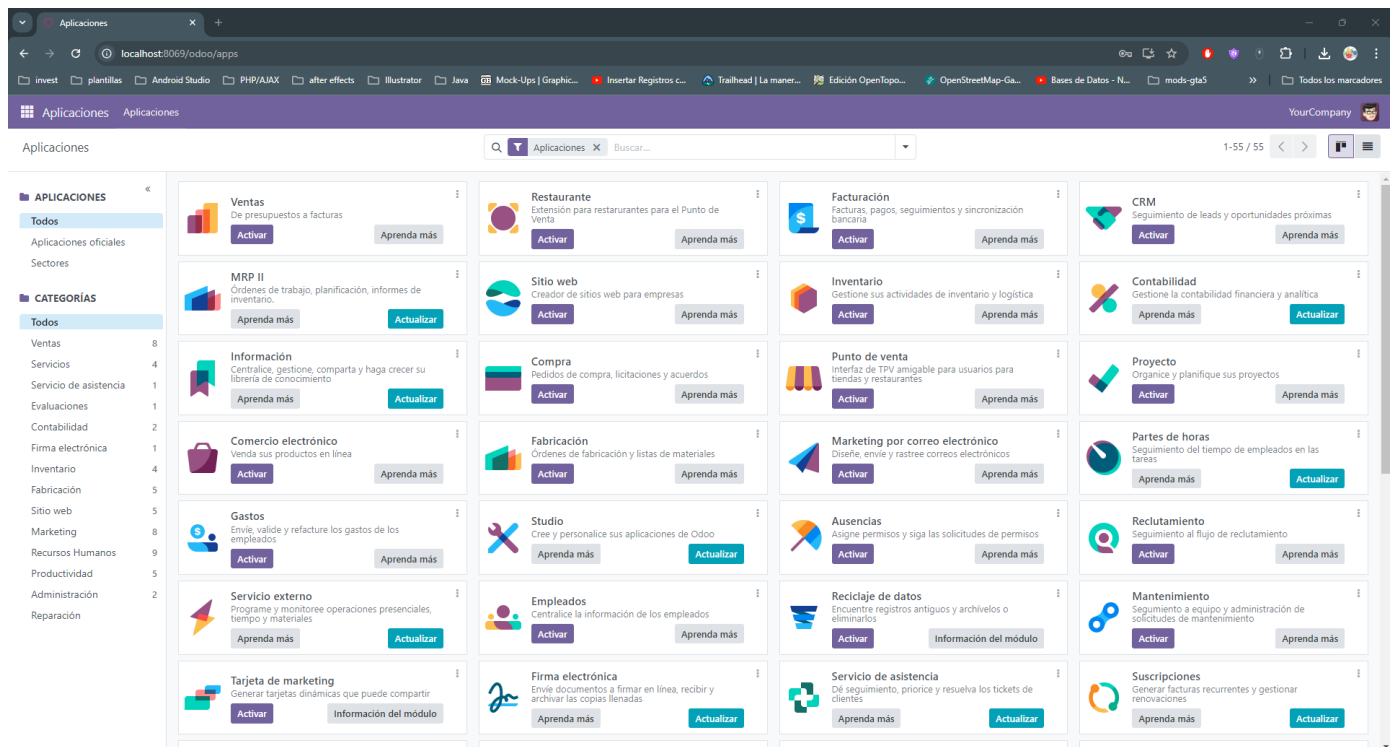 Aplicaciones
localhost:8069/odoo/apps
invest plantillas Android Studio PHP/AJAX after effects Illustrator Java Mock-Ups | Graphic... Insertar Registros c... Trailhead | La maner... Edición OpenTopo... OpenStreetMap-Ga... Bases de Datos - N... mods-gta5 » Todos los marcadores
Aplicaciones Aplicaciones YourCompany
Aplicaciones Aplicaciones Buscar... 1-55 / 55
APLICACIONES
Todos
Aplicaciones oficiales
Sectores
CATEGORÍAS
Todos
Ventas 8
Servicios 4
Servicio de asistencia 1
Evaluaciones 1
Contabilidad 2
Firma electrónica 1
Inventario 4
Fabricación 5
Sitio web 5
Marketing 8
Recursos Humanos 9
Productividad 5
Administración 2
Reparación
Ventas
De presupuestos a facturas
Activar Aprenda más
Restaurante
Extensión para restaurantes para el Punto de
Venta
Activar Aprenda más
Facturación
Facturas, pagos, seguimientos y sincronización
bancaria
Activar Aprenda más
CRM
Seguimiento de leads y oportunidades próximas
Activar Aprenda más
MRP II
Órdenes de trabajo, planificación, informes de
inventario.
Aprenda más Actualizar
Sitio web
Creador de sitios web para empresas
Activar Aprenda más
Inventario
Gestione sus actividades de inventario y logística
Activar Aprenda más
Contabilidad
Gestione la contabilidad financiera y analítica
Aprenda más Actualizar
Información
Centralice, gestione, comparta y haga crecer su
librería de conocimiento
Aprenda más Actualizar
Compra
Pedidos de compra, licitaciones y acuerdos
Activar Aprenda más
Punto de venta
Interfaz de TPV amigable para usuarios para
tiendas y restaurantes
Activar Aprenda más
Proyecto
Organice y planifique sus proyectos
Activar Aprenda más
Comercio electrónico
Venda sus productos en línea
Activar Aprenda más
Fabricación
Órdenes de fabricación y listas de materiales
Activar Aprenda más
Marketing por correo electrónico
Diseñe, envíe y rastree correos electrónicos
Activar Aprenda más
Partes de horas
Seguimiento del tiempo de empleados en las
tareas
Aprenda más Actualizar
Gastos
Envíe, valide y refacture los gastos de los
empleados
Activar Aprenda más
Studio
Cree y personalice sus aplicaciones de Odoo
Aprenda más Actualizar
Ausencias
Asigne permisos y siga las solicitudes de permisos
Activar Aprenda más
Reclutamiento
Seguimiento al flujo de reclutamiento
Activar Aprenda más
Servicio externo
Programe y monitoree operaciones presenciales,
tiempo y materiales
Aprenda más Actualizar
Empleados
Centralice la información de los empleados
Activar Aprenda más
Reciclaje de datos
Encuentre registros antiguos y archívelos o
elimínelos
Activar Información del módulo
Mantenimiento
Segumiento a equipo y administración de
solicitudes de mantenimiento
Activar Aprenda más
Tarjeta de marketing
Generar tarjetas dinámicas que puede compartir
Activar Información del módulo
Firma electrónica
Envíe documentos a firmar en línea, recibir y
archivar las copias llenadas
Aprenda más Actualizar
Servicio de asistencia
Dé seguimiento, priorice y resuelva los tickets de
clientes
Aprenda más Actualizar
Suscripciones
Generar facturas recurrentes y gestionar
renovaciones
Aprenda más Actualizar